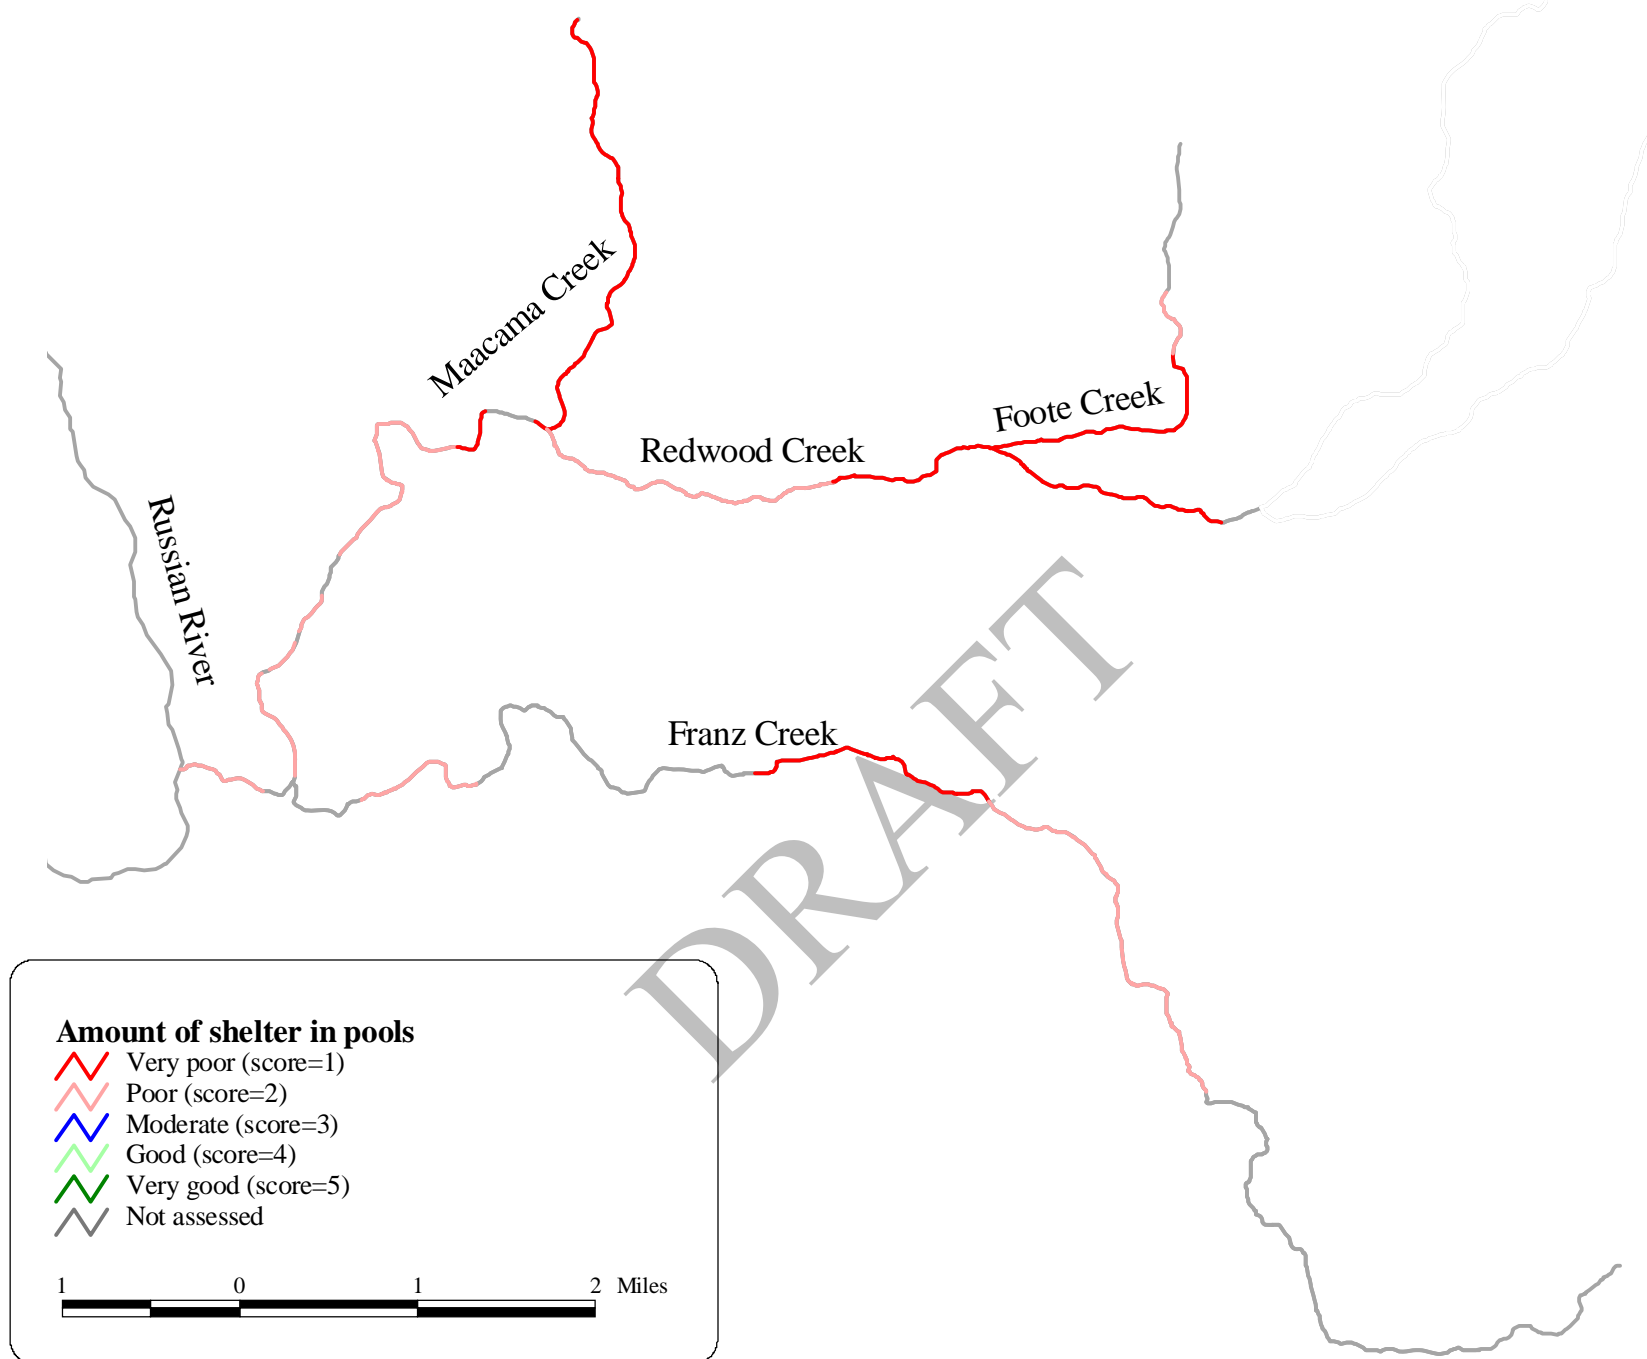 Maacama Creek
Foote Creek
Redwood Creek
Russian River
Franz Creek
DRAFT
Amount of shelter in pools
Very poor (score=1)
Poor (score=2)
Moderate (score=3)
Good (score=4)
Very good (score=5)
Not assessed
1 0 1 2 Miles